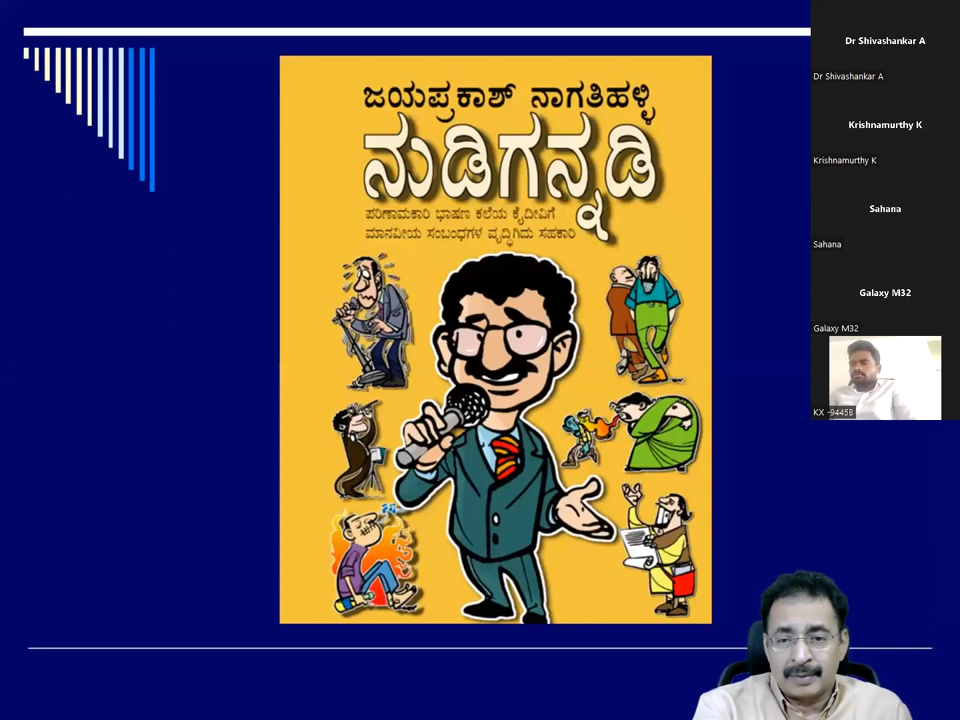 ಜಯಪ್ರಕಾಶ್ ನಾಗತಿಹಳ್ಳಿ
ನುಡಿಗನ್ನಡಿ
ಪರಿಣಾಮಕಾರಿ ಭಾಷಣ ಕಲೆಯ ಕೈದೀವಿಗೆ
ಮಾನವೀಯ ಸಂಬಂಧಗಳ ವೃದ್ಧಿಗಿದು ಸಹಕಾರಿ
Dr Shivashankar A
Dr Shivashankar A
Krishnamurthy K
Krishnamurthy K
Sahana
Sahana
Galaxy M32
Galaxy M32
KX -9445B